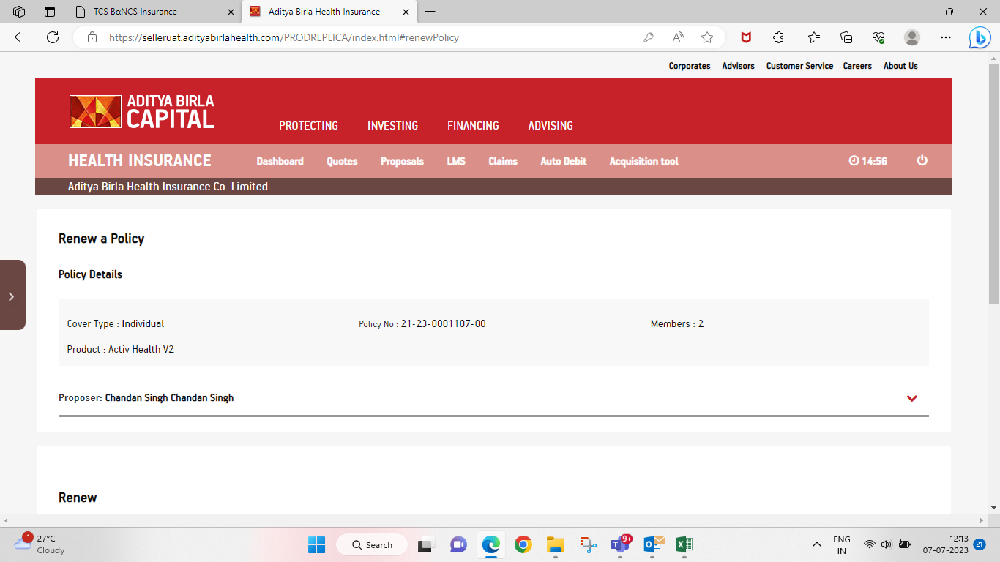 TCS BαNCS Insurance
Aditya Birla Health Insurance
https://selleruat.adityabirlahealth.com/PRODREPLICA/index.html#renewPolicy
Corporates Advisors Customer Service Careers About Us
ADITYA BIRLA
CAPITAL
PROTECTING INVESTING FINANCING ADVISING
HEALTH INSURANCE Dashboard Quotes Proposals LMS Claims Auto Debit Acquisition tool 14:56
Aditya Birla Health Insurance Co. Limited
Renew a Policy
Policy Details
Cover Type : Individual Policy No : 21-23-0001107-00 Members : 2
Product : Activ Health V2
Proposer: Chandan Singh Chandan Singh
Renew
1 27°C
Cloudy
Search
9+
ENG
IN
12:13
07-07-2023
21